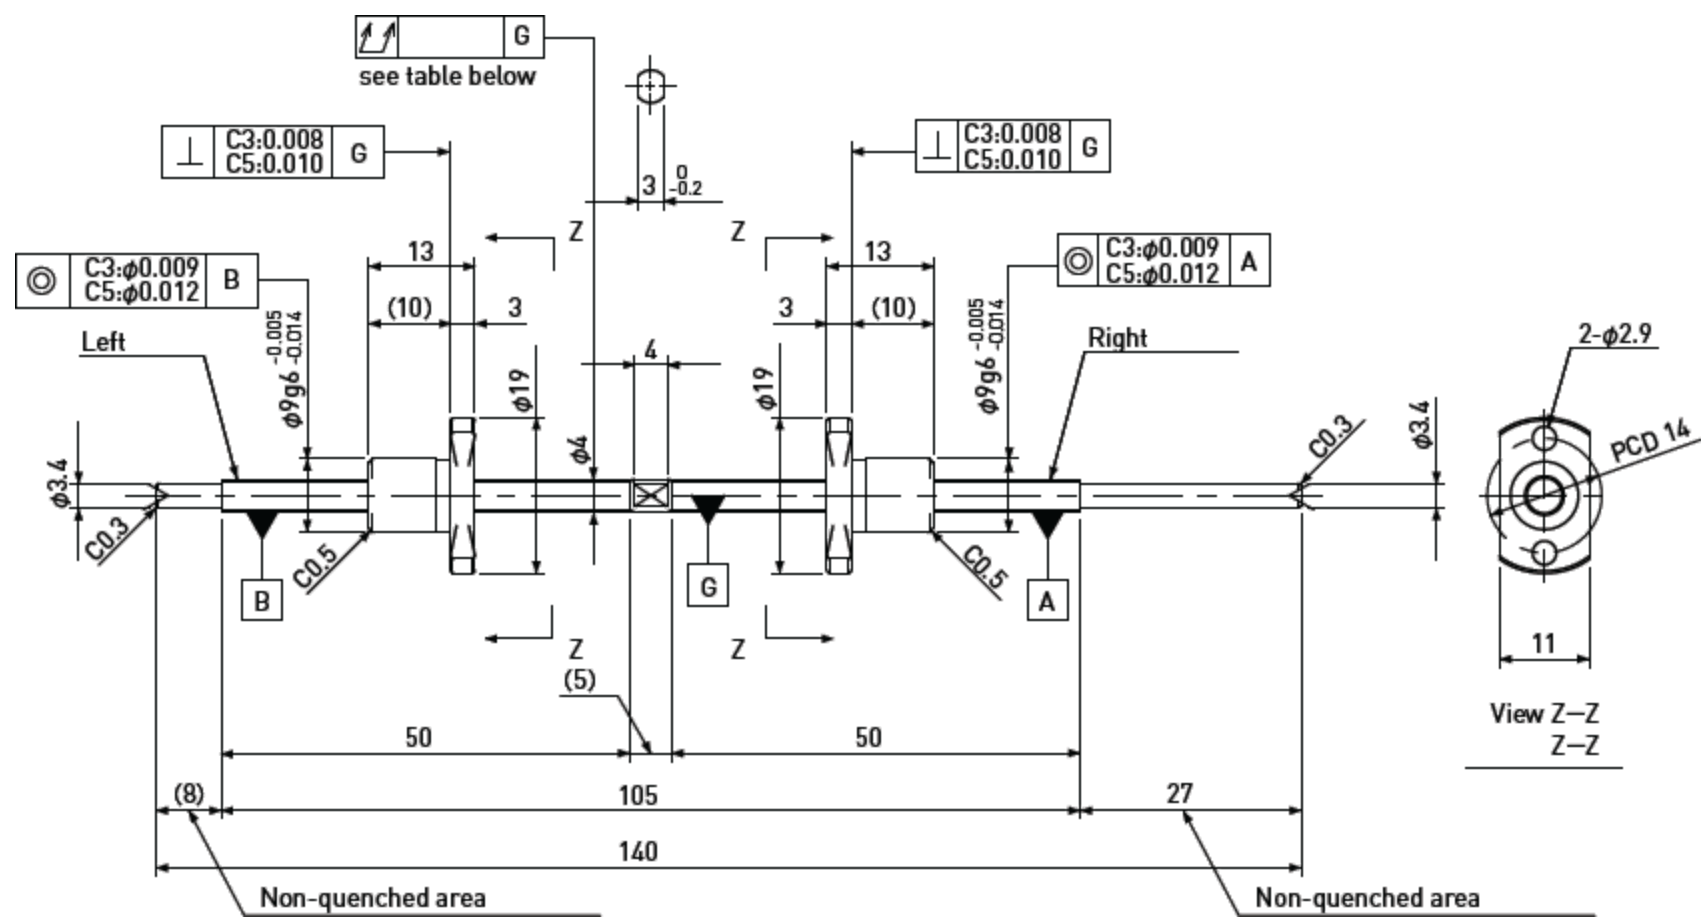 G
see table below
C3:0.008
C5:0.010
G
C3:0.008
C5:0.010
G
3 0 -0.2
Z
Z
C3:ϕ0.009
C5:ϕ0.012
B
13
13
C3:ϕ0.009
C5:ϕ0.012
A
(10)
3
3
(10)
Left
ϕ9g6 -0.005 -0.014
4
ϕ9g6 -0.005 -0.014
Right
2-ϕ2.9
ϕ19
ϕ19
ϕ4
ϕ3.4
C0.3
ϕ3.4
PCD 14
C0.3
C0.5
C0.5
B
G
A
Z
Z
11
(5)
50
50
View Z–Z
Z–Z
(8)
105
27
140
Non-quenched area
Non-quenched area